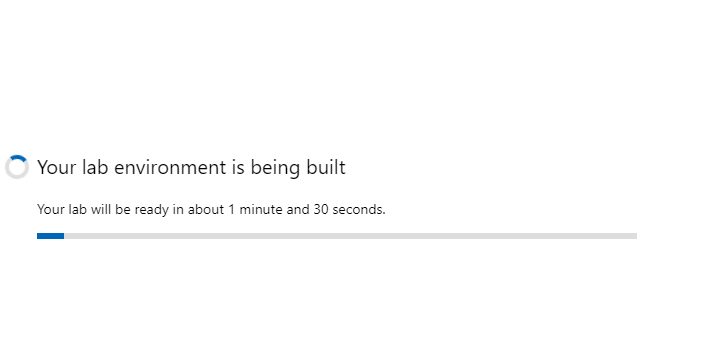 Your lab environment is being built
Your lab will be ready in about 1 minute and 30 seconds.